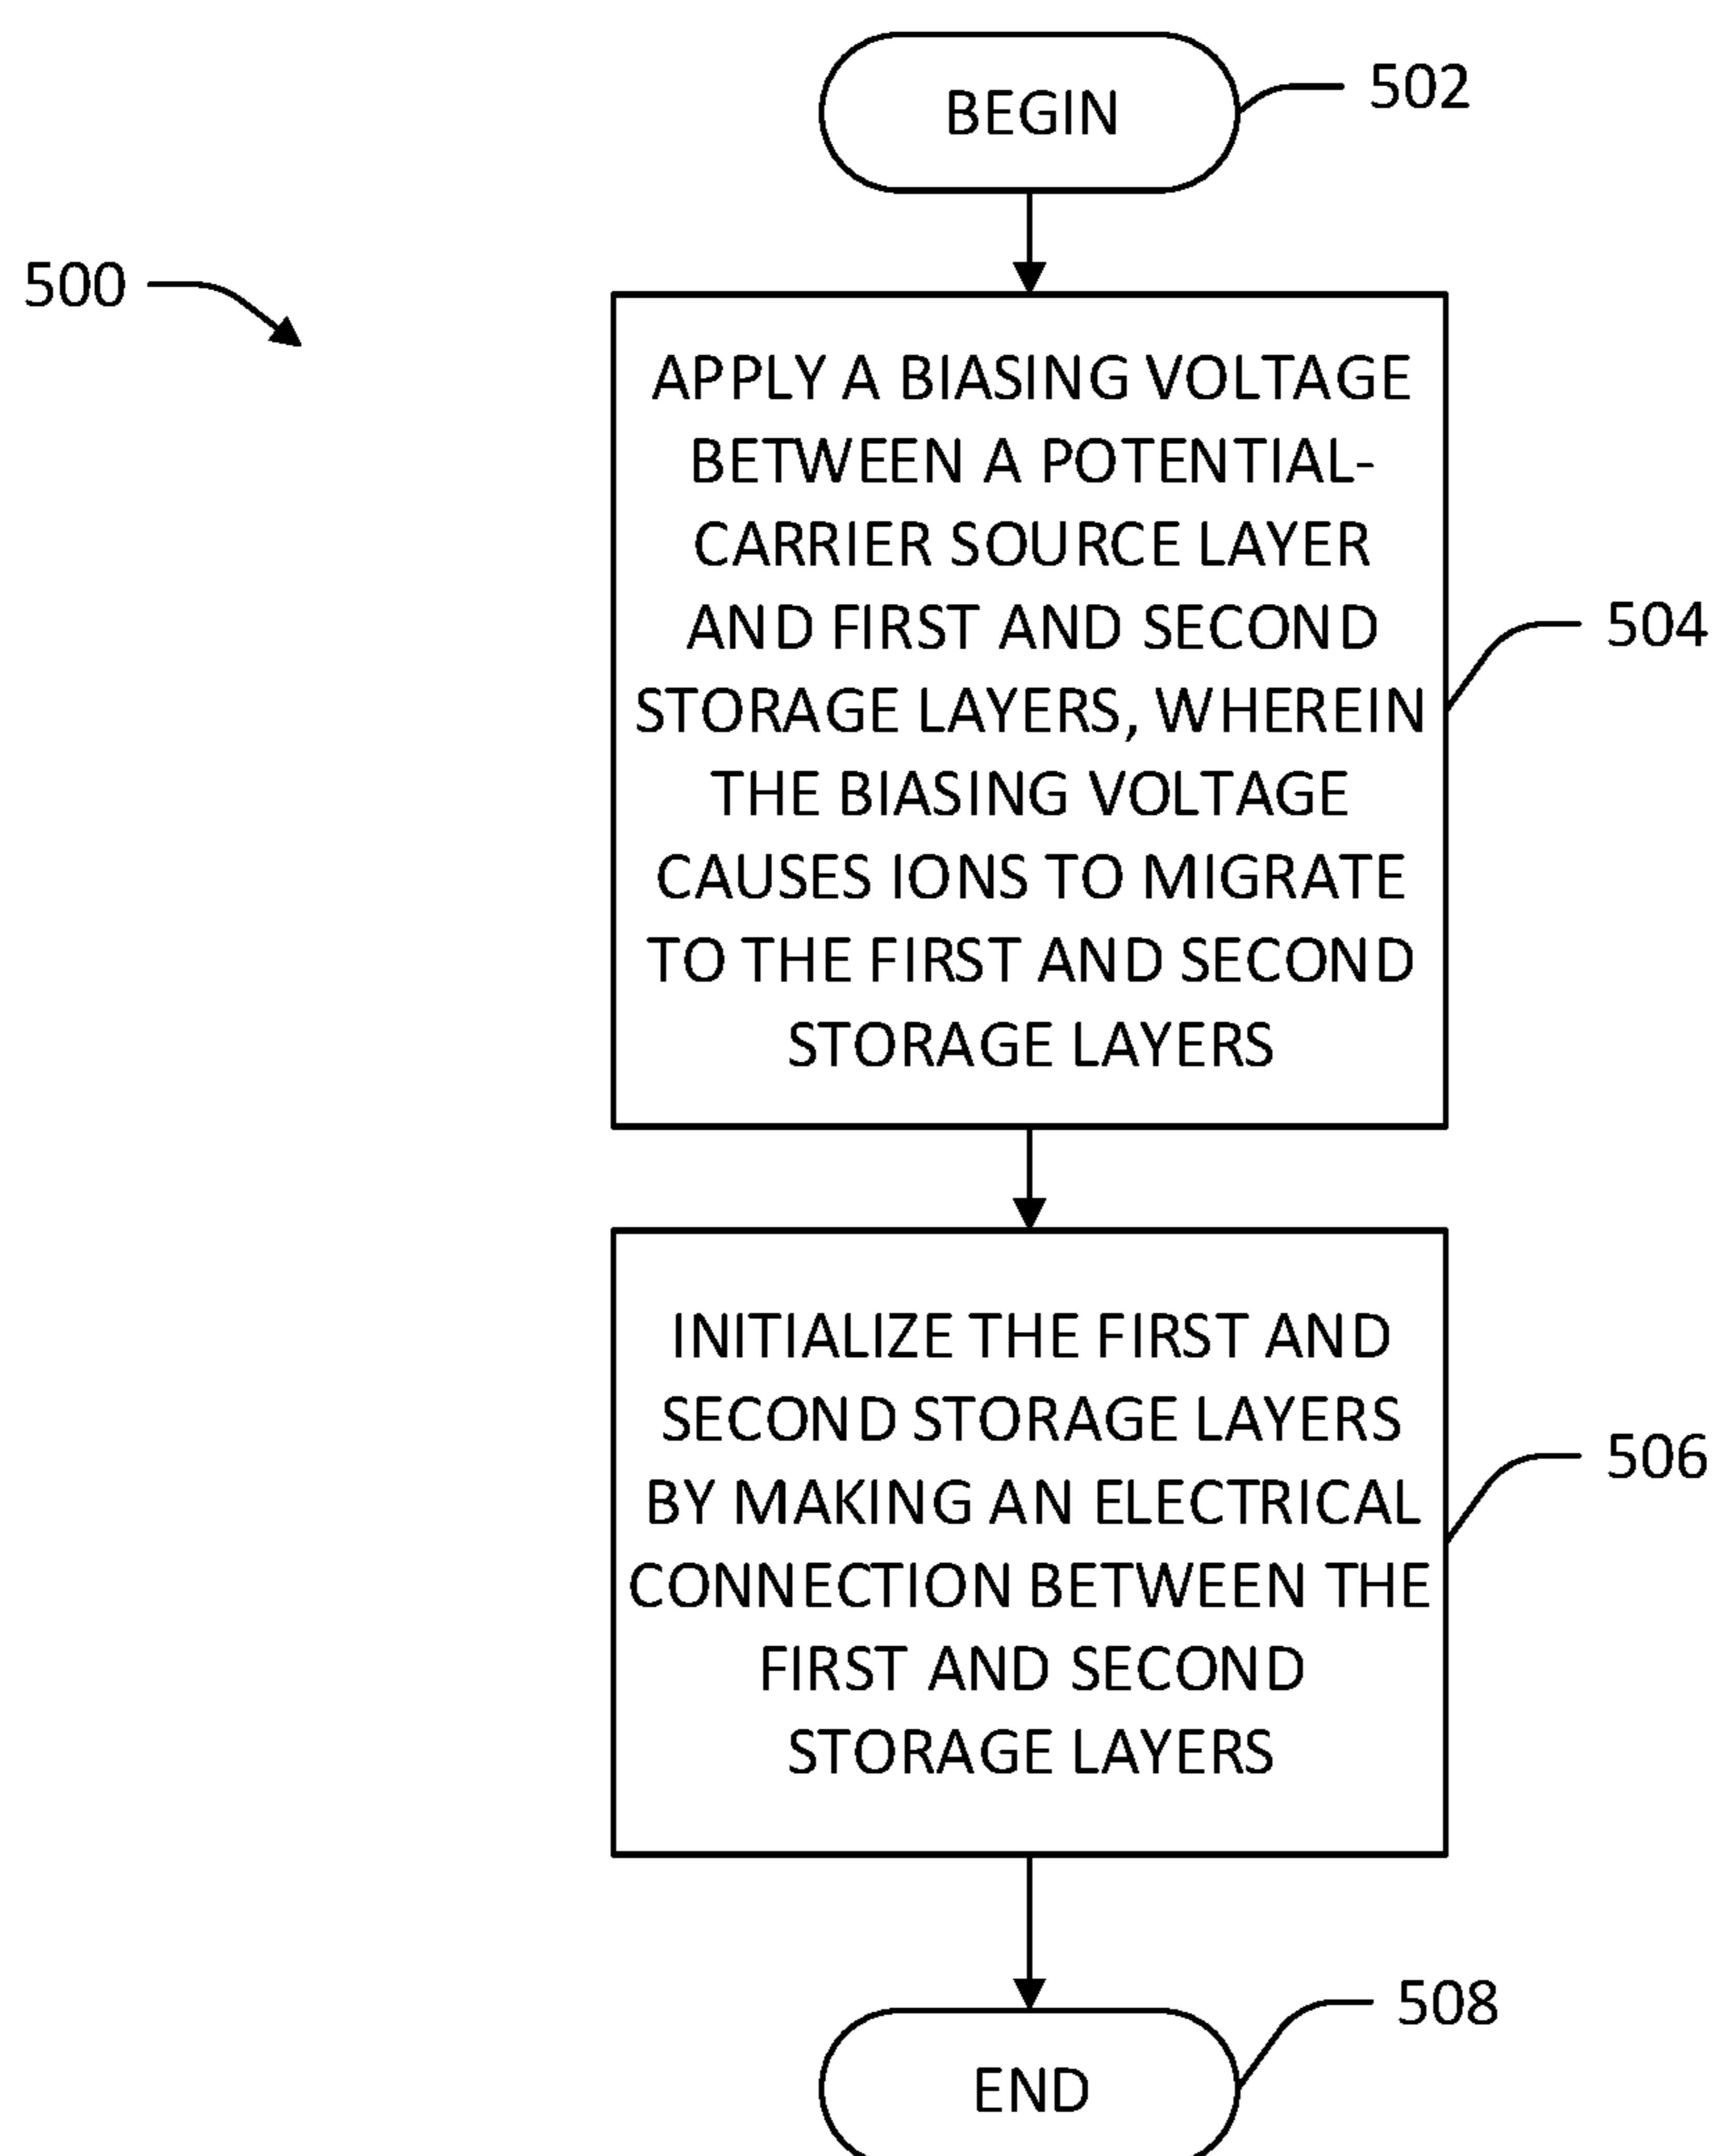 BEGIN
502
500
APPLY A BIASING VOLTAGE
BETWEEN A POTENTIAL-
CARRIER SOURCE LAYER
AND FIRST AND SECOND
STORAGE LAYERS, WHEREIN
THE BIASING VOLTAGE
CAUSES IONS TO MIGRATE
TO THE FIRST AND SECOND
STORAGE LAYERS
504
INITIALIZE THE FIRST AND
SECOND STORAGE LAYERS
BY MAKING AN ELECTRICAL
CONNECTION BETWEEN THE
FIRST AND SECOND
STORAGE LAYERS
506
508
END